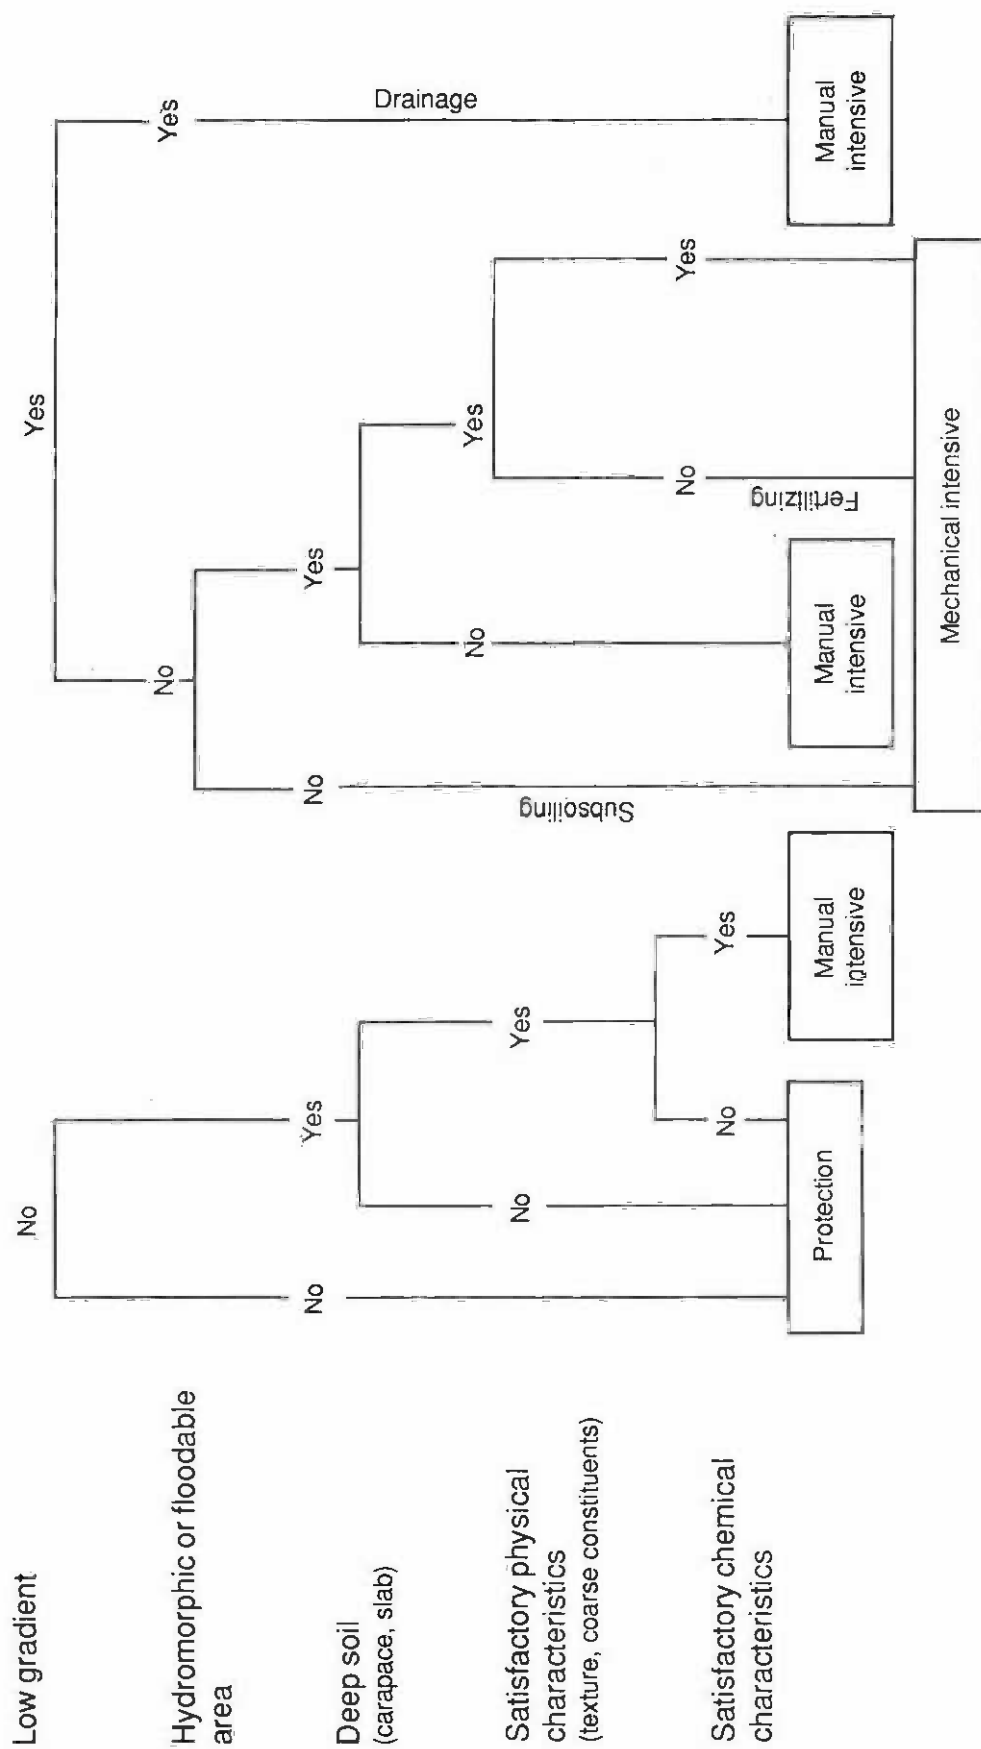 Low gradient
No
Yes
Hydromorphic or floodable
area
No
Yes
Deep soil
(carapace, slab)
No
Yes
No
Yes
Drainage
Satisfactory physical
characteristics
(texture, coarse constituents)
No
Yes
Subsoiling
No
Yes
Satisfactory chemical
characteristics
No
Yes
No
Fertilizing
Yes
Protection
Manual
intensive
Manual
intensive
Manual
intensive
Mechanical intensive